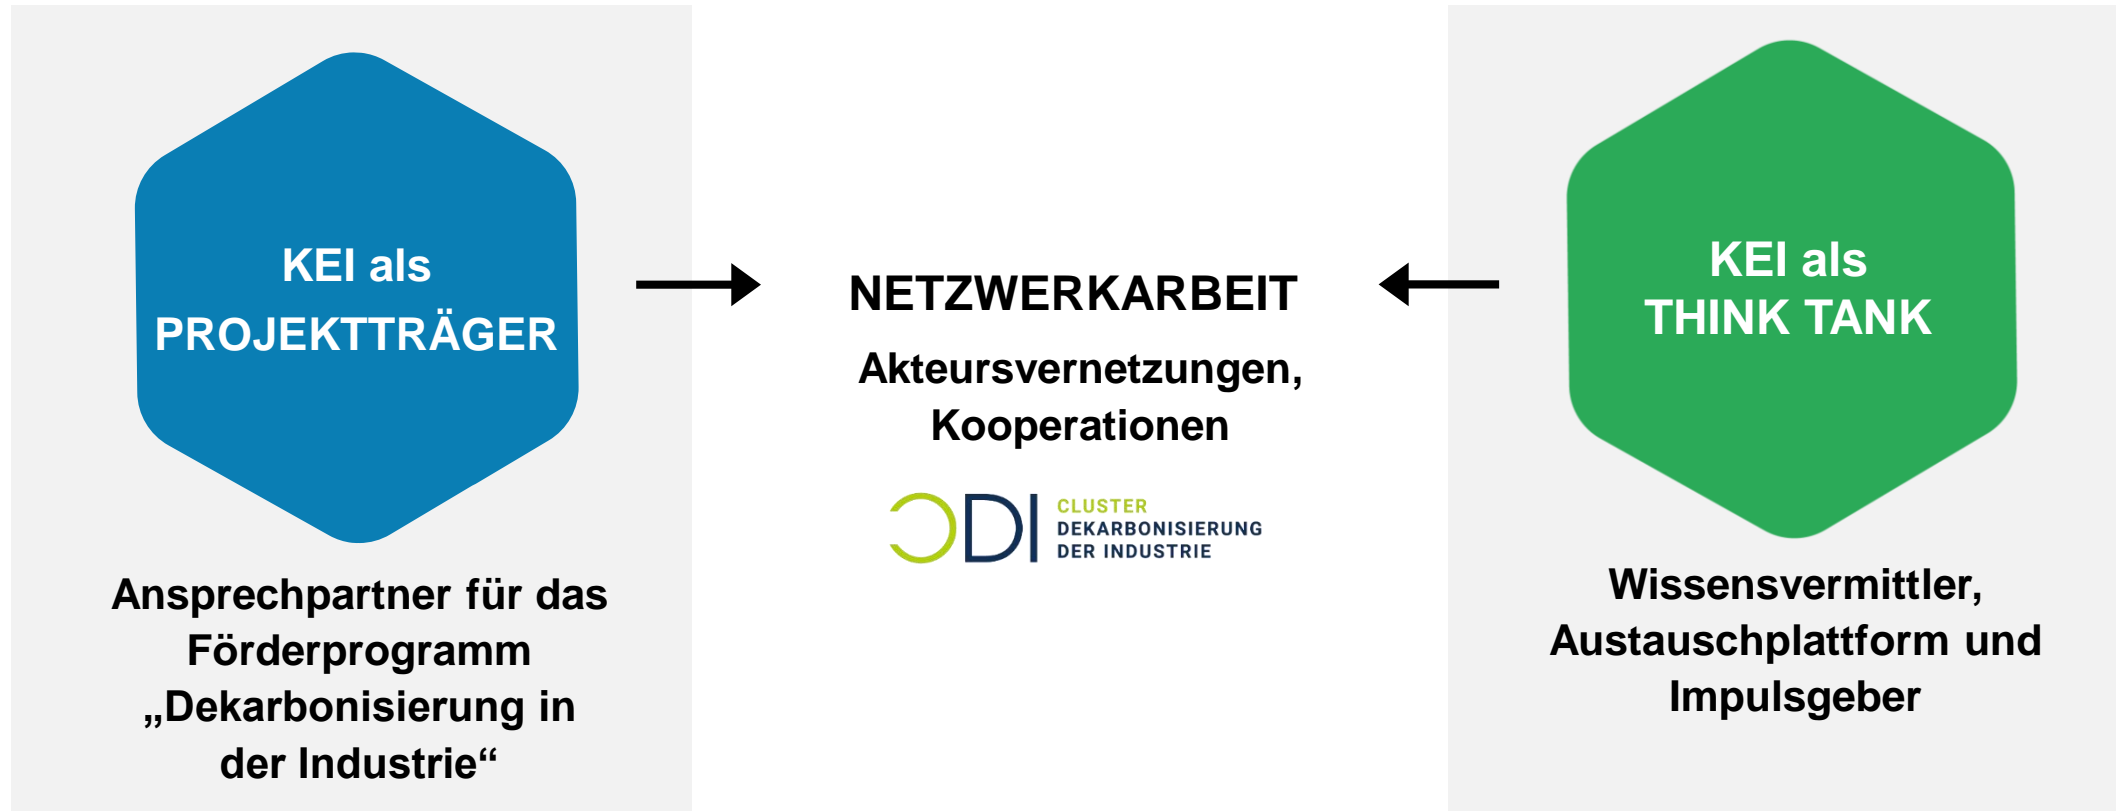 KEI als
PROJEKTTRÄGER
Ansprechpartner für das
Förderprogramm
„Dekarbonisierung in
der Industrie“
NETZWERKARBEIT
Akteursvernetzungen,
Kooperationen
CDI
CLUSTER
DEKARBONISIERUNG
DER INDUSTRIE
KEI als
THINK TANK
Wissensvermittler,
Austauschplattform und
Impulsgeber